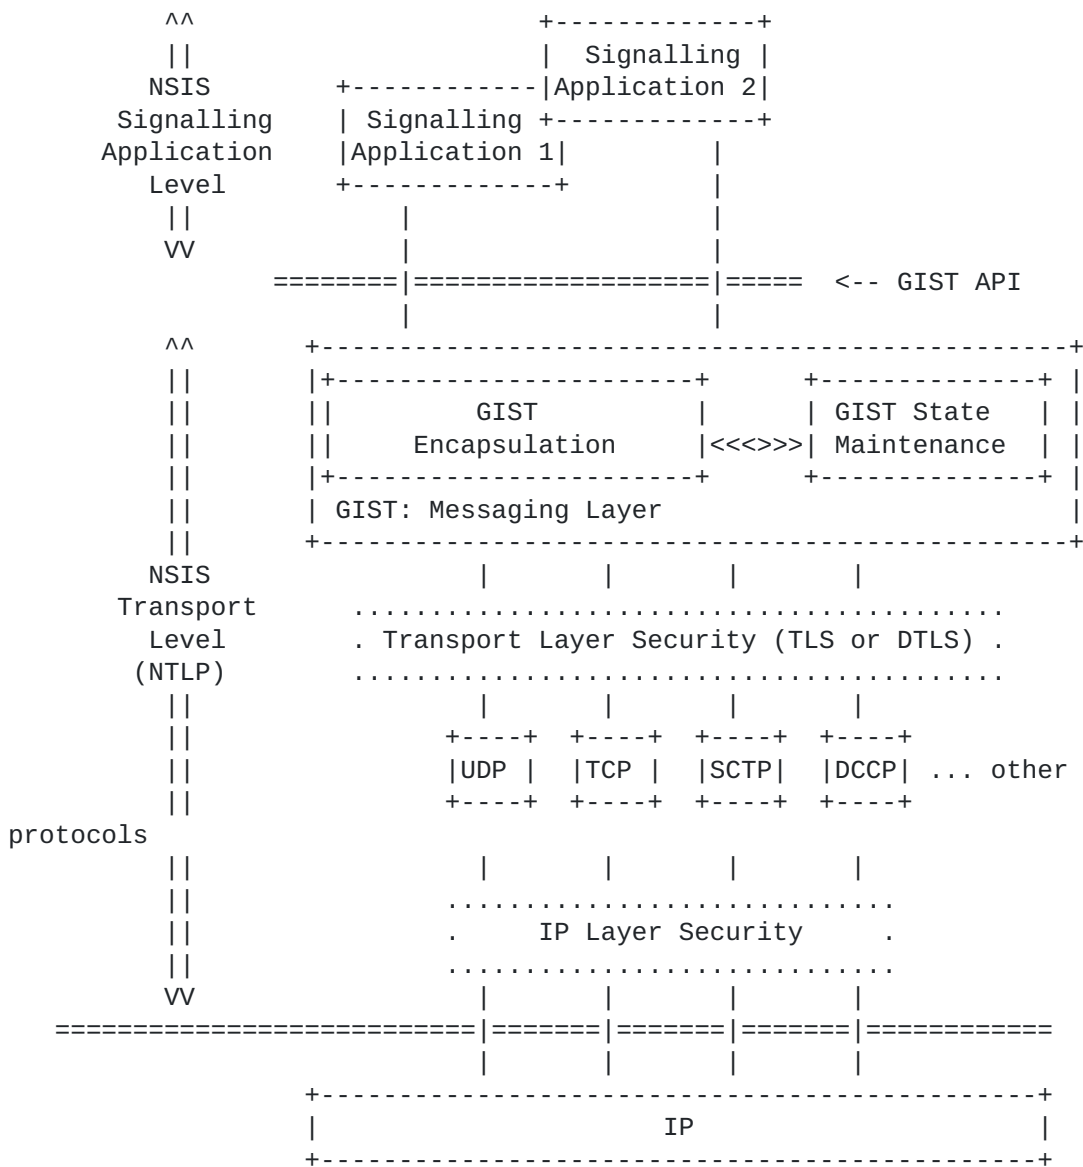 ^^                      +-------------+
||                      |  Signalling |
NSIS        +------------|Application 2|
Signalling    | Signalling +-------------+
Application    |Application 1|         |
Level       +-------------+         |
||             |                   |
VV             |                   |
========|===================|=====  <-- GIST API
|                   |
^^       +------------------------------------------------+
||       |+-----------------------+      +--------------+ |
||       ||         GIST          |      | GIST State   | |
||       ||     Encapsulation     |<<<>>>| Maintenance  | |
||       |+-----------------------+      +--------------+ |
||       | GIST: Messaging Layer                          |
||       +------------------------------------------------+
NSIS                 |       |       |       |
Transport      ..........................................
Level         . Transport Layer Security (TLS or DTLS) .
(NTLP)        ..........................................
||                  |       |       |       |
||                +----+  +----+  +----+  +----+
||                |UDP |  |TCP |  |SCTP|  |DCCP| ... other
||                +----+  +----+  +----+  +----+
protocols
||                  |       |       |       |
||                .............................
||                .     IP Layer Security     .
||                .............................
VV                  |       |       |       |
===========================|=======|=======|=======|============
|       |       |       |
+----------------------------------------------+
|                      IP                      |
+----------------------------------------------+